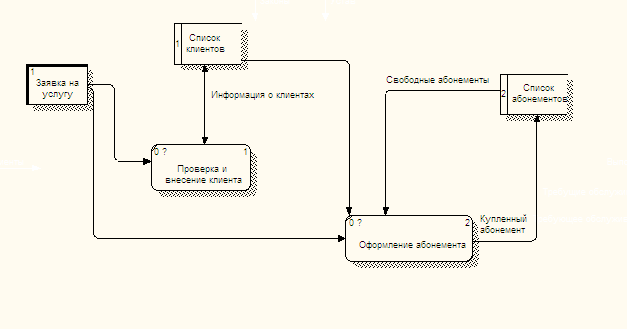 1
Список
клиентов
1
Заявка на
услугу
Свободные абонементы
2
Список
абонементов
Информация о клиентах
0 ? 1
Проверка и
внесение клиента
0 ? 2
Оформление абонемента
Купленный
абонемент